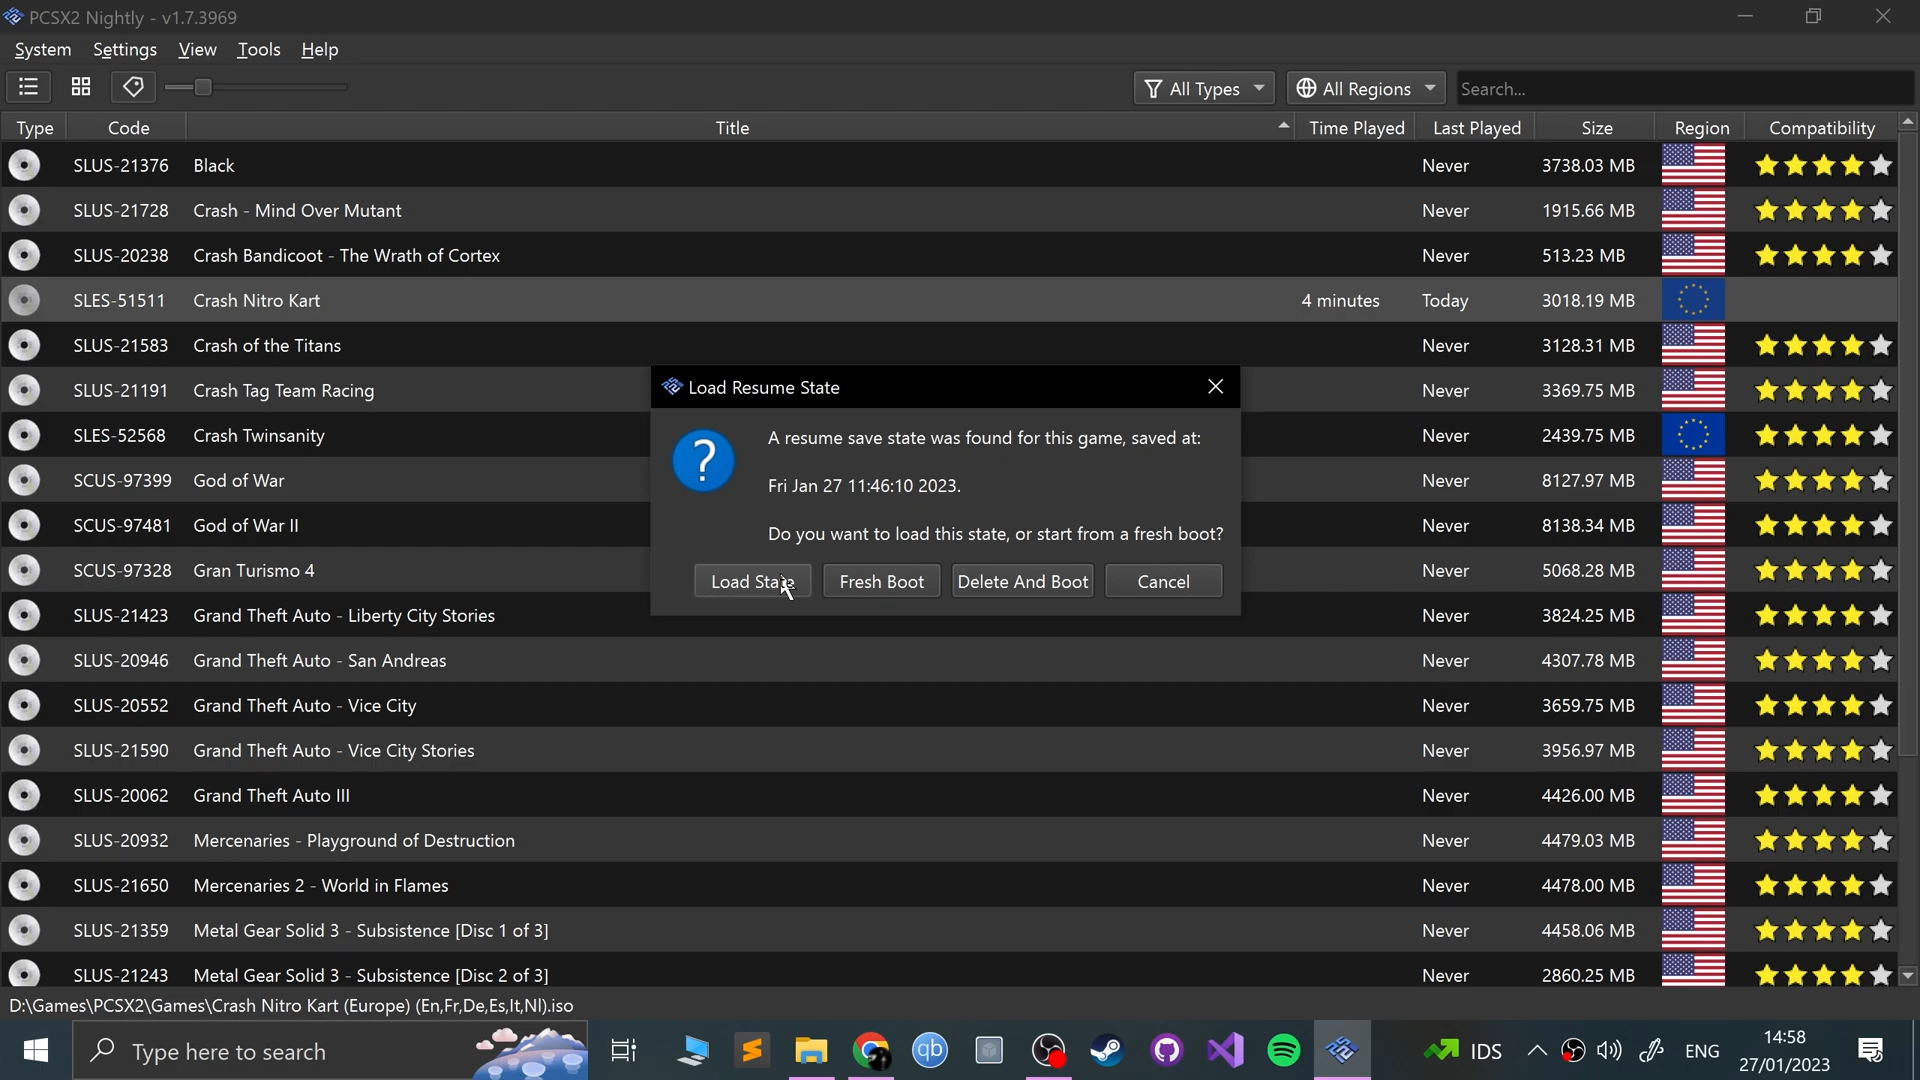 PCSX2 Nightly - v1.7.3969
System Settings View Tools Help
All Types All Regions Search...
Type Code Title Time Played Last Played Size Region Compatibility
SLUS-21376 Black Never 3738.03 MB
SLUS-21728 Crash - Mind Over Mutant Never 1915.66 MB
SLUS-20238 Crash Bandicoot - The Wrath of Cortex Never 513.23 MB
SLES-51511 Crash Nitro Kart 4 minutes Today 3018.19 MB
SLUS-21583 Crash of the Titans Never 3128.31 MB
SLUS-21191 Crash Tag Team Racing Never 3369.75 MB
SLES-52568 Crash Twinsanity Never 2439.75 MB
SCUS-97399 God of War Never 8127.97 MB
SCUS-97481 God of War II Never 8138.34 MB
SCUS-97328 Gran Turismo 4 Never 5068.28 MB
SLUS-21423 Grand Theft Auto - Liberty City Stories Never 3824.25 MB
SLUS-20946 Grand Theft Auto - San Andreas Never 4307.78 MB
SLUS-20552 Grand Theft Auto - Vice City Never 3659.75 MB
SLUS-21590 Grand Theft Auto - Vice City Stories Never 3956.97 MB
SLUS-20062 Grand Theft Auto III Never 4426.00 MB
SLUS-20932 Mercenaries - Playground of Destruction Never 4479.03 MB
SLUS-21650 Mercenaries 2 - World in Flames Never 4478.00 MB
SLUS-21359 Metal Gear Solid 3 - Subsistence [Disc 1 of 3] Never 4458.06 MB
SLUS-21243 Metal Gear Solid 3 - Subsistence [Disc 2 of 3] Never 2860.25 MB
Load Resume State
A resume save state was found for this game, saved at:
Fri Jan 27 11:46:10 2023.
Do you want to load this state, or start from a fresh boot?
Load State Fresh Boot Delete And Boot Cancel
D:\Games\PCSX2\Games\Crash Nitro Kart (Europe) (En,Fr,De,Es,It,Nl).iso
Type here to search
qb
IDS
ENG
14:58
27/01/2023